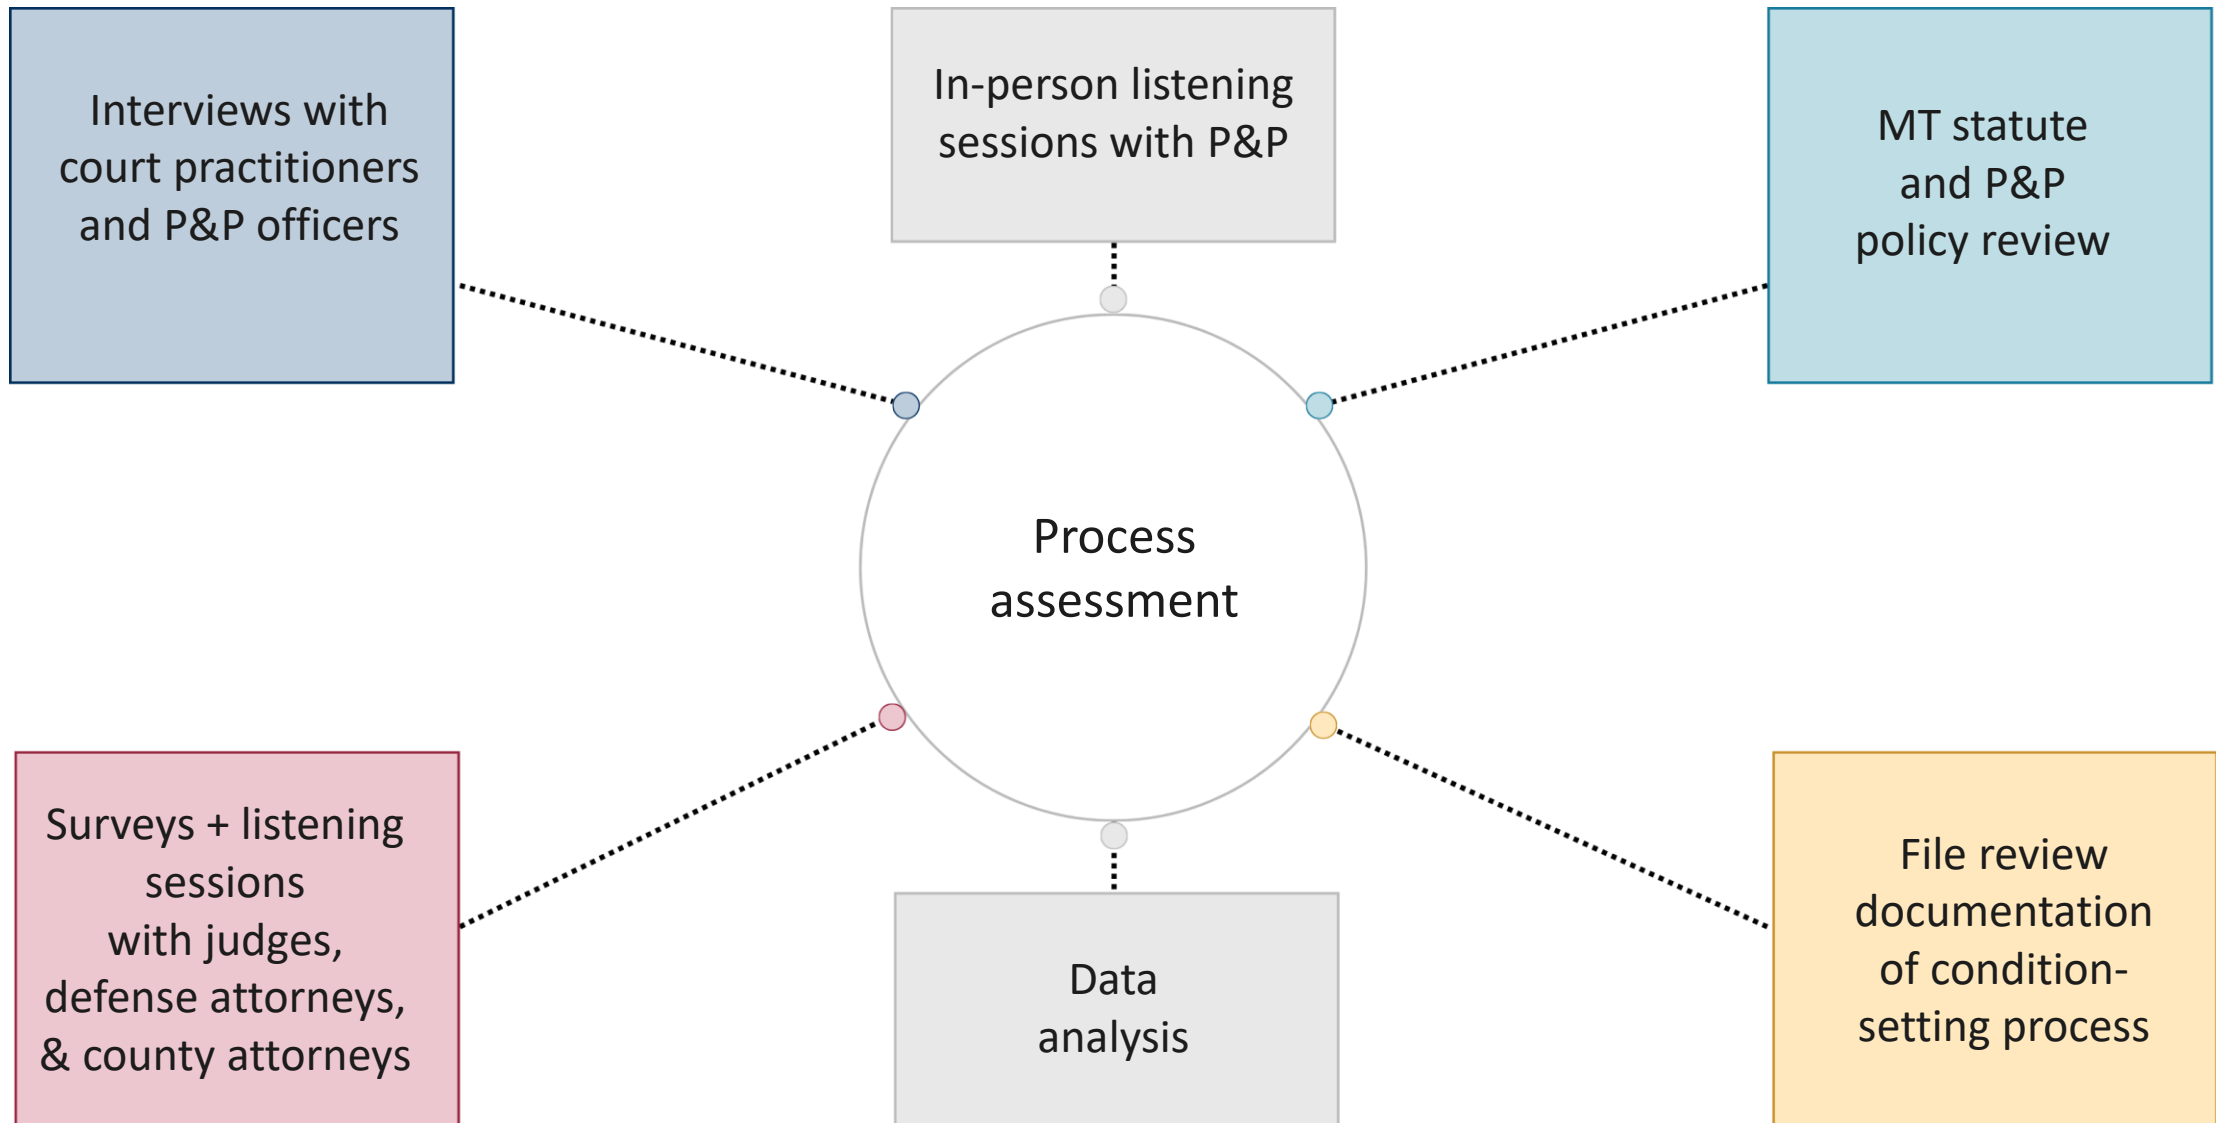 Interviews with
court practitioners
and P&P officers
In-person listening
sessions with P&P
MT statute
and P&P
policy review
Process
assessment
Surveys + listening
sessions
with judges,
defense attorneys,
& county attorneys
Data
analysis
File review
documentation
of condition-
setting process